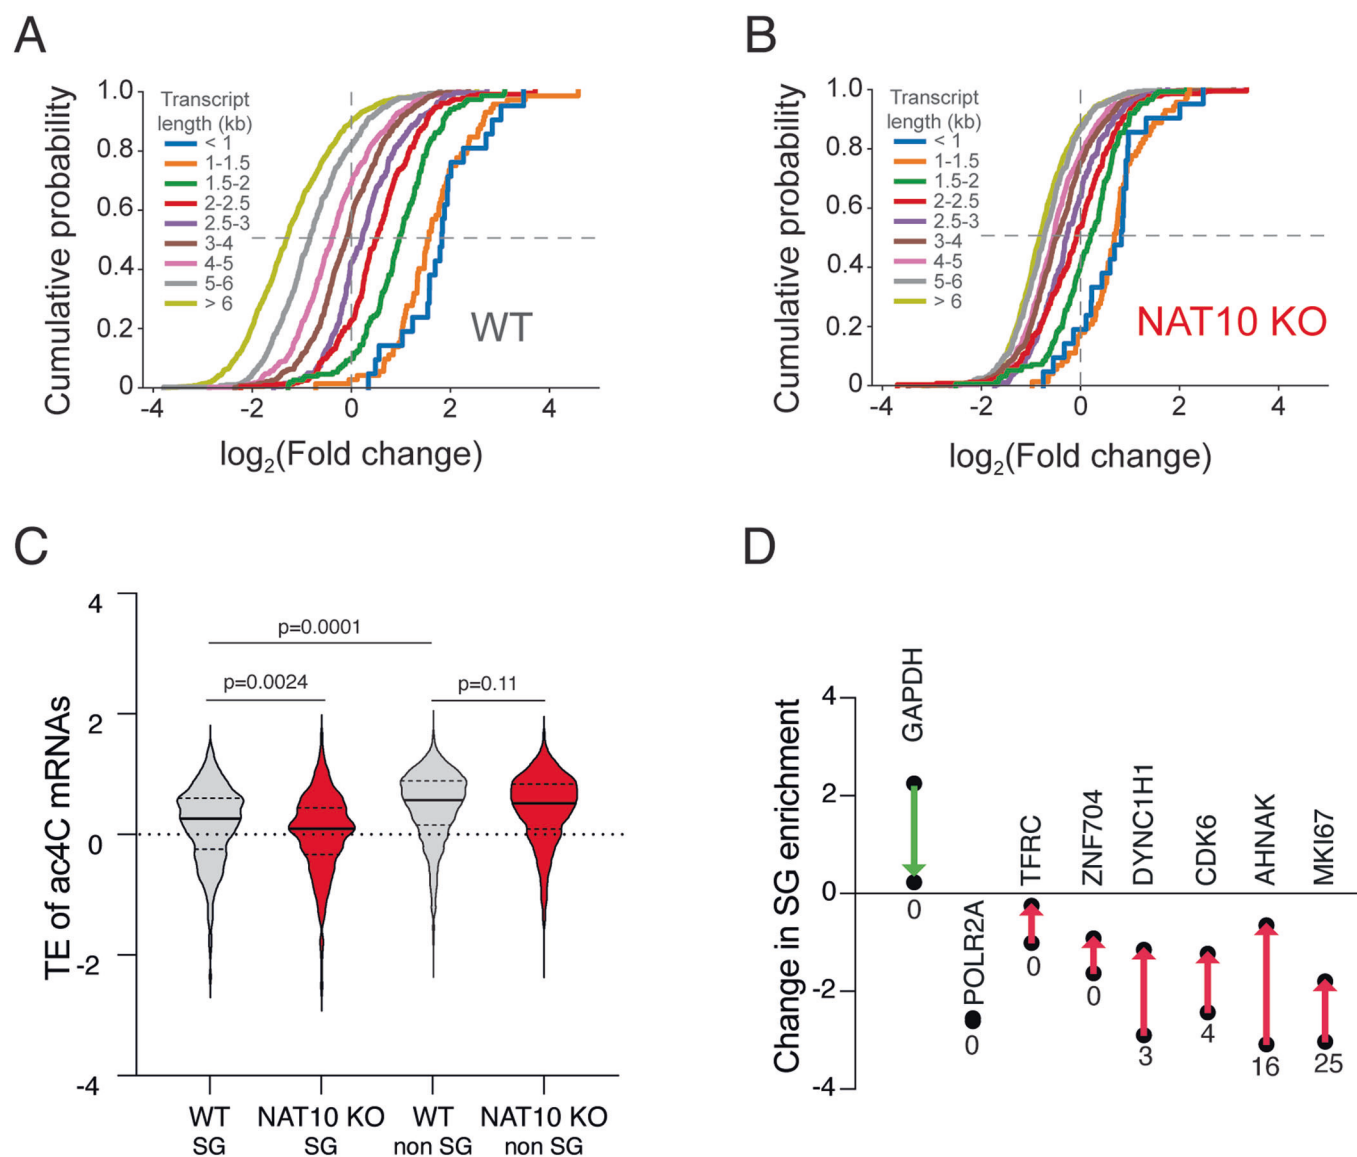 A
Cumulative probability
1.0
0.8
0.6
0.4
0.2
0
Transcript
length (kb)
< 1
1-1.5
1.5-2
2-2.5
2.5-3
3-4
4-5
5-6
> 6
WT
-4
-2
0
2
4
log2(Fold change)
B
Cumulative probability
1.0
0.8
0.6
0.4
0.2
0
Transcript
length (kb)
< 1
1-1.5
1.5-2
2-2.5
2.5-3
3-4
4-5
5-6
> 6
NAT10 KO
-4
-2
0
2
4
log2(Fold change)
C
TE of ac4C mRNAs
4
2
0
-2
-4
p=0.0001
p=0.0024
p=0.11
WT
SG
NAT10 KO
SG
WT
non SG
NAT10 KO
non SG
D
Change in SG enrichment
4
2
0
-2
-4
GAPDH
0
POLR2A
0
TFRC
0
ZNF704
0
DYNC1H1
3
CDK6
4
AHNAK
16
MKI67
25